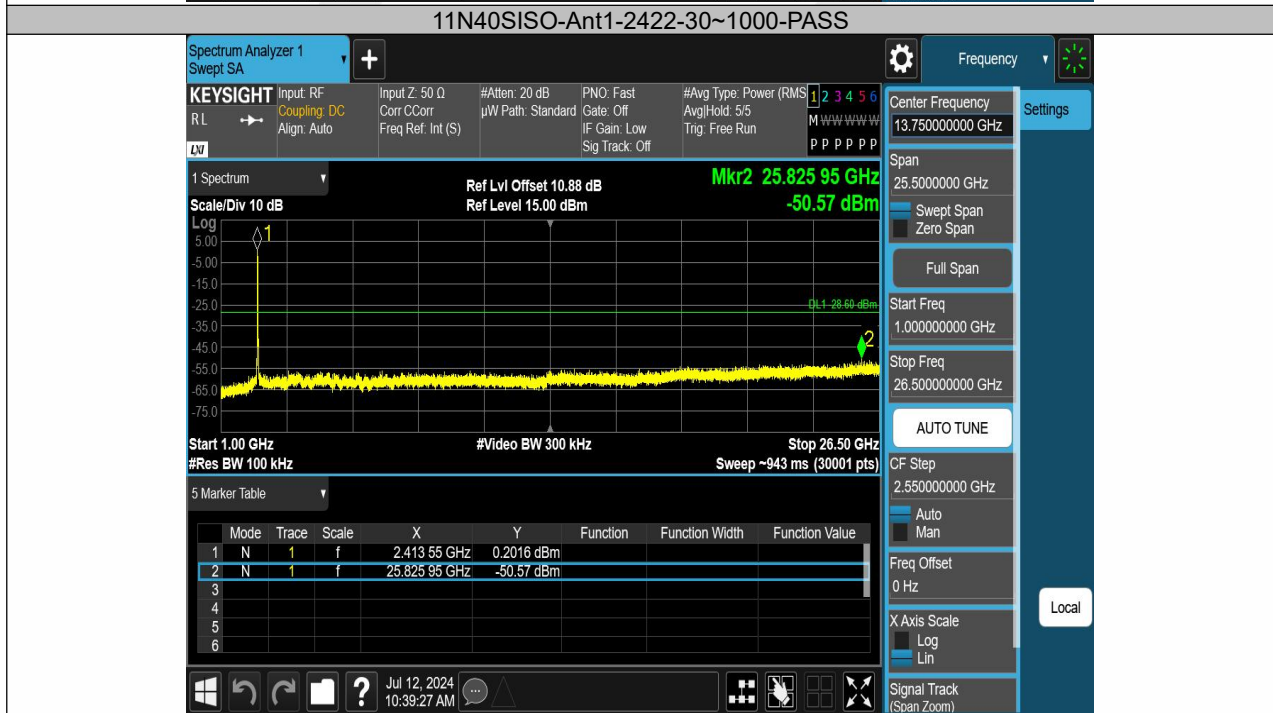 11N40SISO-Ant1-2422-30~1000-PASS
Spectrum Analyzer 1
Swept SA
+
Frequency
KEYSIGHT
RL
LXI
Input: RF
Coupling: DC
Align: Auto
Input Z: 50 Ω
Corr CCorr
Freq Ref: Int (S)
#Atten: 20 dB
µW Path: Standard
PNO: Fast
Gate: Off
IF Gain: Low
Sig Track: Off
#Avg Type: Power (RMS
Avg|Hold: 5/5
Trig: Free Run
1 2 3 4 5 6
M W W W W W
P P P P P P
1 Spectrum
Scale/Div 10 dB
Ref Lvl Offset 10.88 dB
Ref Level 15.00 dBm
Mkr2 25.825 95 GHz
-50.57 dBm
Log
5.00
-5.00
-15.0
-25.0
-35.0
-45.0
-55.0
-65.0
-75.0
1
DL1 -28.60 dBm
2
Start 1.00 GHz
#Video BW 300 kHz
Stop 26.50 GHz
#Res BW 100 kHz
Sweep ~943 ms (30001 pts)
5 Marker Table
Mode Trace Scale X Y Function Function Width Function Value
1 N 1 f 2.413 55 GHz 0.2016 dBm
2 N 1 f 25.825 95 GHz -50.57 dBm
3
4
5
6
?
Jul 12, 2024
10:39:27 AM
Center Frequency
13.750000000 GHz
Settings
Span
25.5000000 GHz
Swept Span
Zero Span
Full Span
Start Freq
1.000000000 GHz
Stop Freq
26.500000000 GHz
AUTO TUNE
CF Step
2.550000000 GHz
Auto
Man
Freq Offset
0 Hz
X Axis Scale
Log
Lin
Local
Signal Track
(Span Zoom)